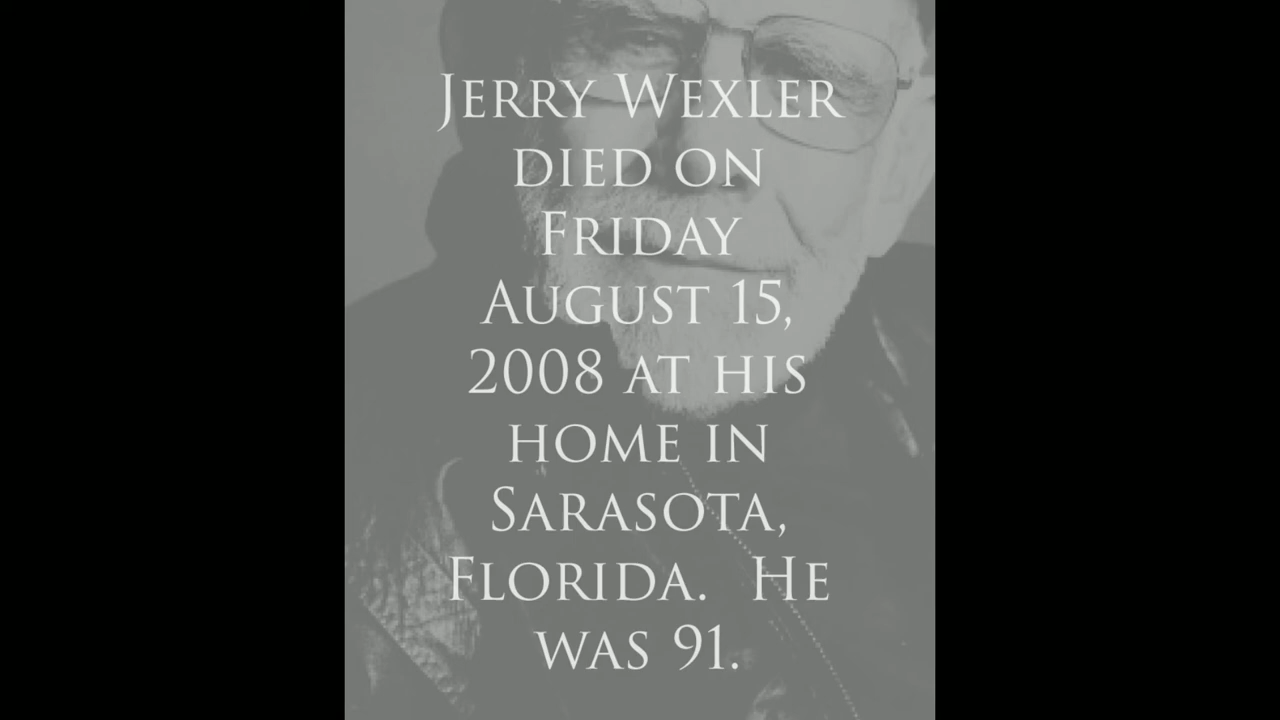 Jerry Wexler
died on
Friday
August 15,
2008 at his
home in
Sarasota,
Florida.  He
was 91.